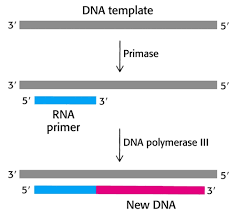 DNA template
3′ 5′
Primase
3′ 5′
5′ 3′
RNA
primer
DNA polymerase III
3′ 5′
5′ 3′
New DNA